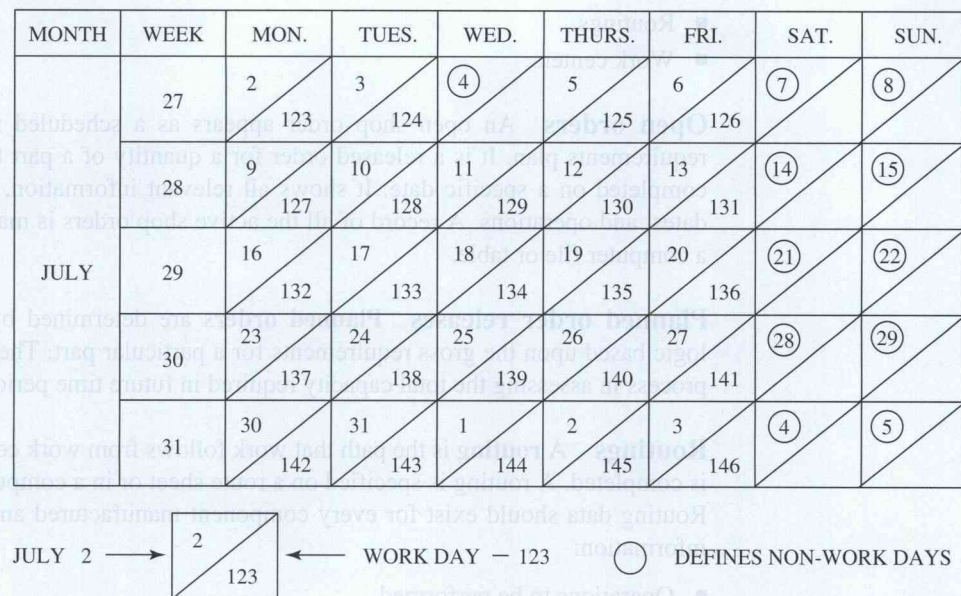 MONTH WEEK MON. TUES. WED. THURS. FRI. SAT. SUN.
2 3 4 5 6 7 8
27
123 124 125 126
9 10 11 12 13 14 15
28
127 128 129 130 131
16 17 18 19 20 21 22
JULY 29
132 133 134 135 136
23 24 25 26 27 28 29
30
137 138 139 140 141
30 31 1 2 3 4 5
31
142 143 144 145 146
JULY 2 2 WORK DAY – 123 DEFINES NON-WORK DAYS
123